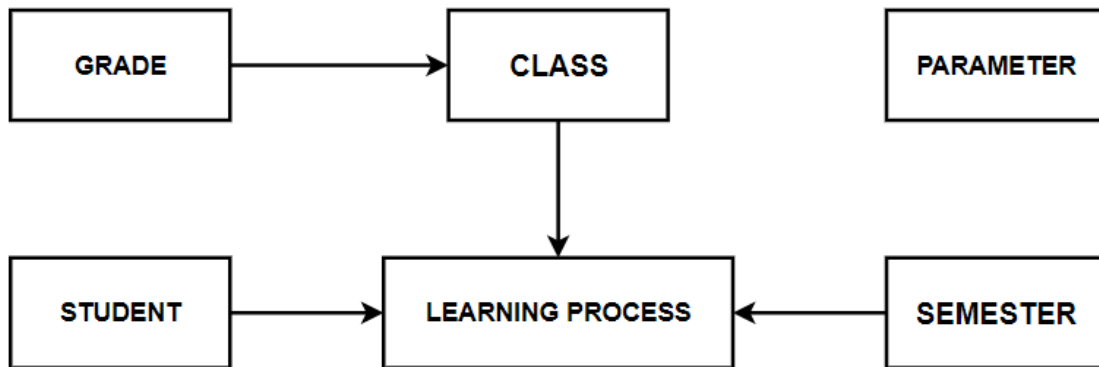 GRADE
CLASS
PARAMETER
STUDENT
LEARNING PROCESS
SEMESTER